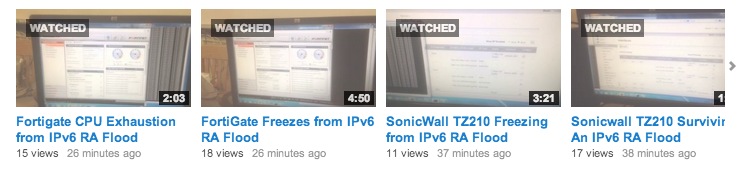 WATCHED WATCHED WATCHED WATCHED
2:03 4:50 3:21 1
Fortigate CPU Exhaustion FortiGate Freezes from IPv6 SonicWall TZ210 Freezing Sonicwall TZ210 Survivin
from IPv6 RA Flood RA Flood from IPv6 RA Flood An IPv6 RA Flood
15 views 26 minutes ago 18 views 26 minutes ago 11 views 37 minutes ago 17 views 38 minutes ago